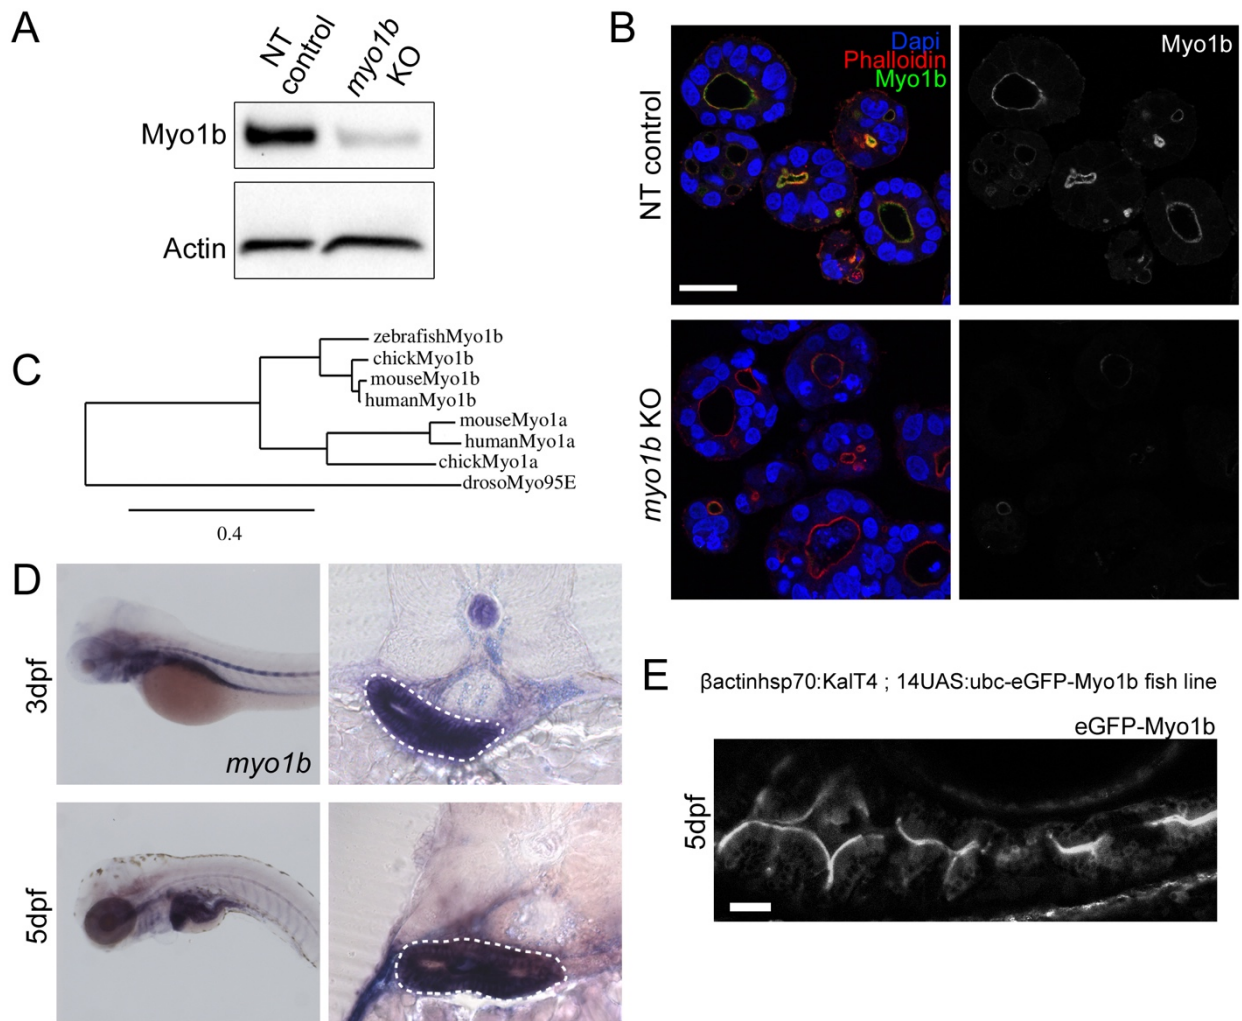 A
NT control
myo1b KO
Myo1b
Actin
B
Dapi
Phalloidin
Myo1b
Myo1b
NT control
myo1b KO
C
zebrafishMyo1b
chickMyo1b
mouseMyo1b
humanMyo1b
mouseMyo1a
humanMyo1a
chickMyo1a
drosoMyo95E
0.4
D
3dpf
myo1b
5dpf
E
βactinhsp70:KalT4 ; 14UAS:ubc-eGFP-Myo1b fish line
eGFP-Myo1b
5dpf